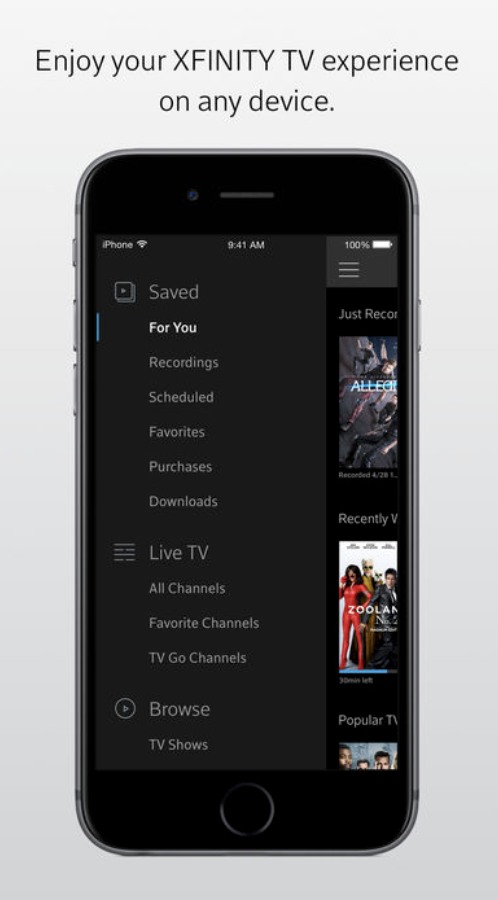 Enjoy your XFINITY TV experience
on any device.
iPhone 9:41 AM 100%
Saved
For You
Recordings
Scheduled
Favorites
Purchases
Downloads
Live TV
All Channels
Favorite Channels
TV Go Channels
Browse
TV Shows
Just Recor
ALLEGI
Recorded 4/28 1...
Recently W
ZOOLAN
No. 2
30min left
Popular TV